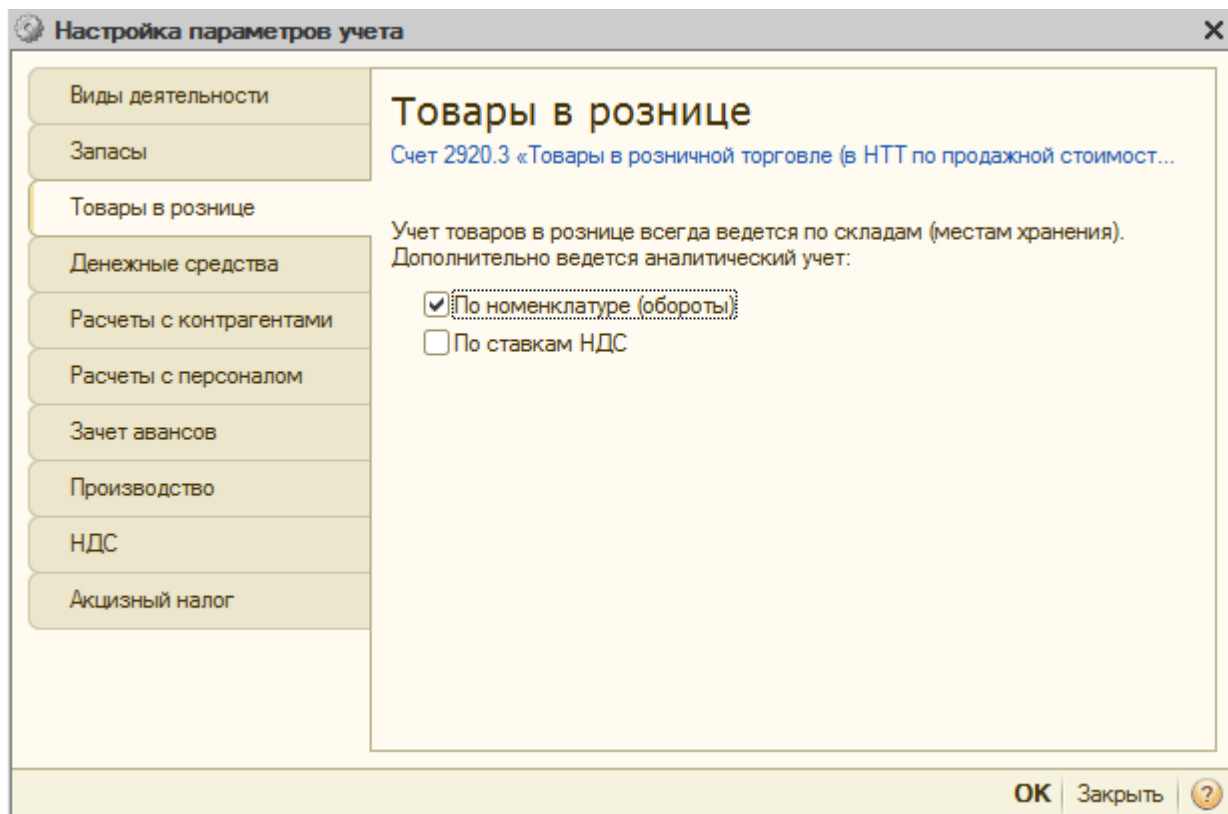 Настройка параметров учета
Виды деятельности
Запасы
Товары в рознице
Денежные средства
Расчеты с контрагентами
Расчеты с персоналом
Зачет авансов
Производство
НДС
Акцизный налог
Товары в рознице
Счет 2920.3 «Товары в розничной торговле (в НТТ по продажной стоимост...
Учет товаров в рознице всегда ведется по складам (местам хранения).
Дополнительно ведется аналитический учет:
По номенклатуре (обороты)
По ставкам НДС
OK Закрыть ?